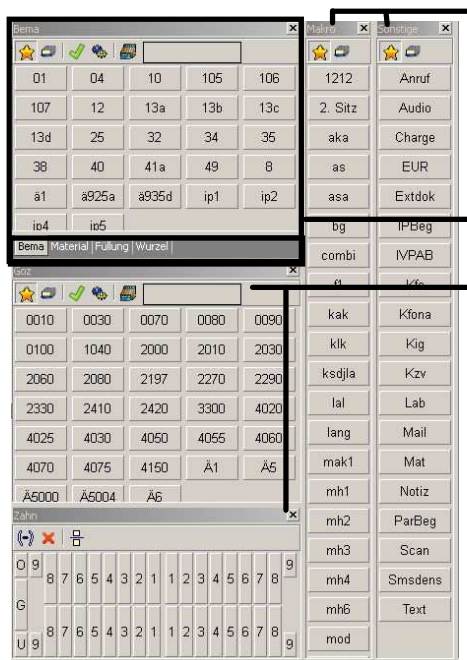 Bema
01 04 10 105 106
107 12 13a 13b 13c
13d 25 32 34 35
38 40 41a 49 8
ä1 ä925a ä935d ip1 ip2
ip4 ip5
Bema Material Füllung Wurzel
Goz
0010 0030 0070 0080 0090
0100 1040 2000 2010 2030
2060 2080 2197 2270 2290
2330 2410 2420 3300 4020
4025 4030 4050 4055 4060
4070 4075 4150 Ä1 Ä5
Ä5000 Ä5004 Ä6
Zahn
O 9 8 7 6 5 4 3 2 1 1 2 3 4 5 6 7 8 9
G
U 9 8 7 6 5 4 3 2 1 1 2 3 4 5 6 7 8 9
Makro
1212
2. Sitz
aka
as
asa
bg
combi
f1
kak
klk
ksdjla
lal
lang
mak1
mh1
mh2
mh3
mh4
mh6
mod
Sonstige
Anruf
Audio
Charge
EUR
Extdok
IPBeg
IVPAB
Kfo
Kfona
Kig
Kzv
Lab
Mail
Mat
Notiz
ParBeg
Scan
Smsdens
Text